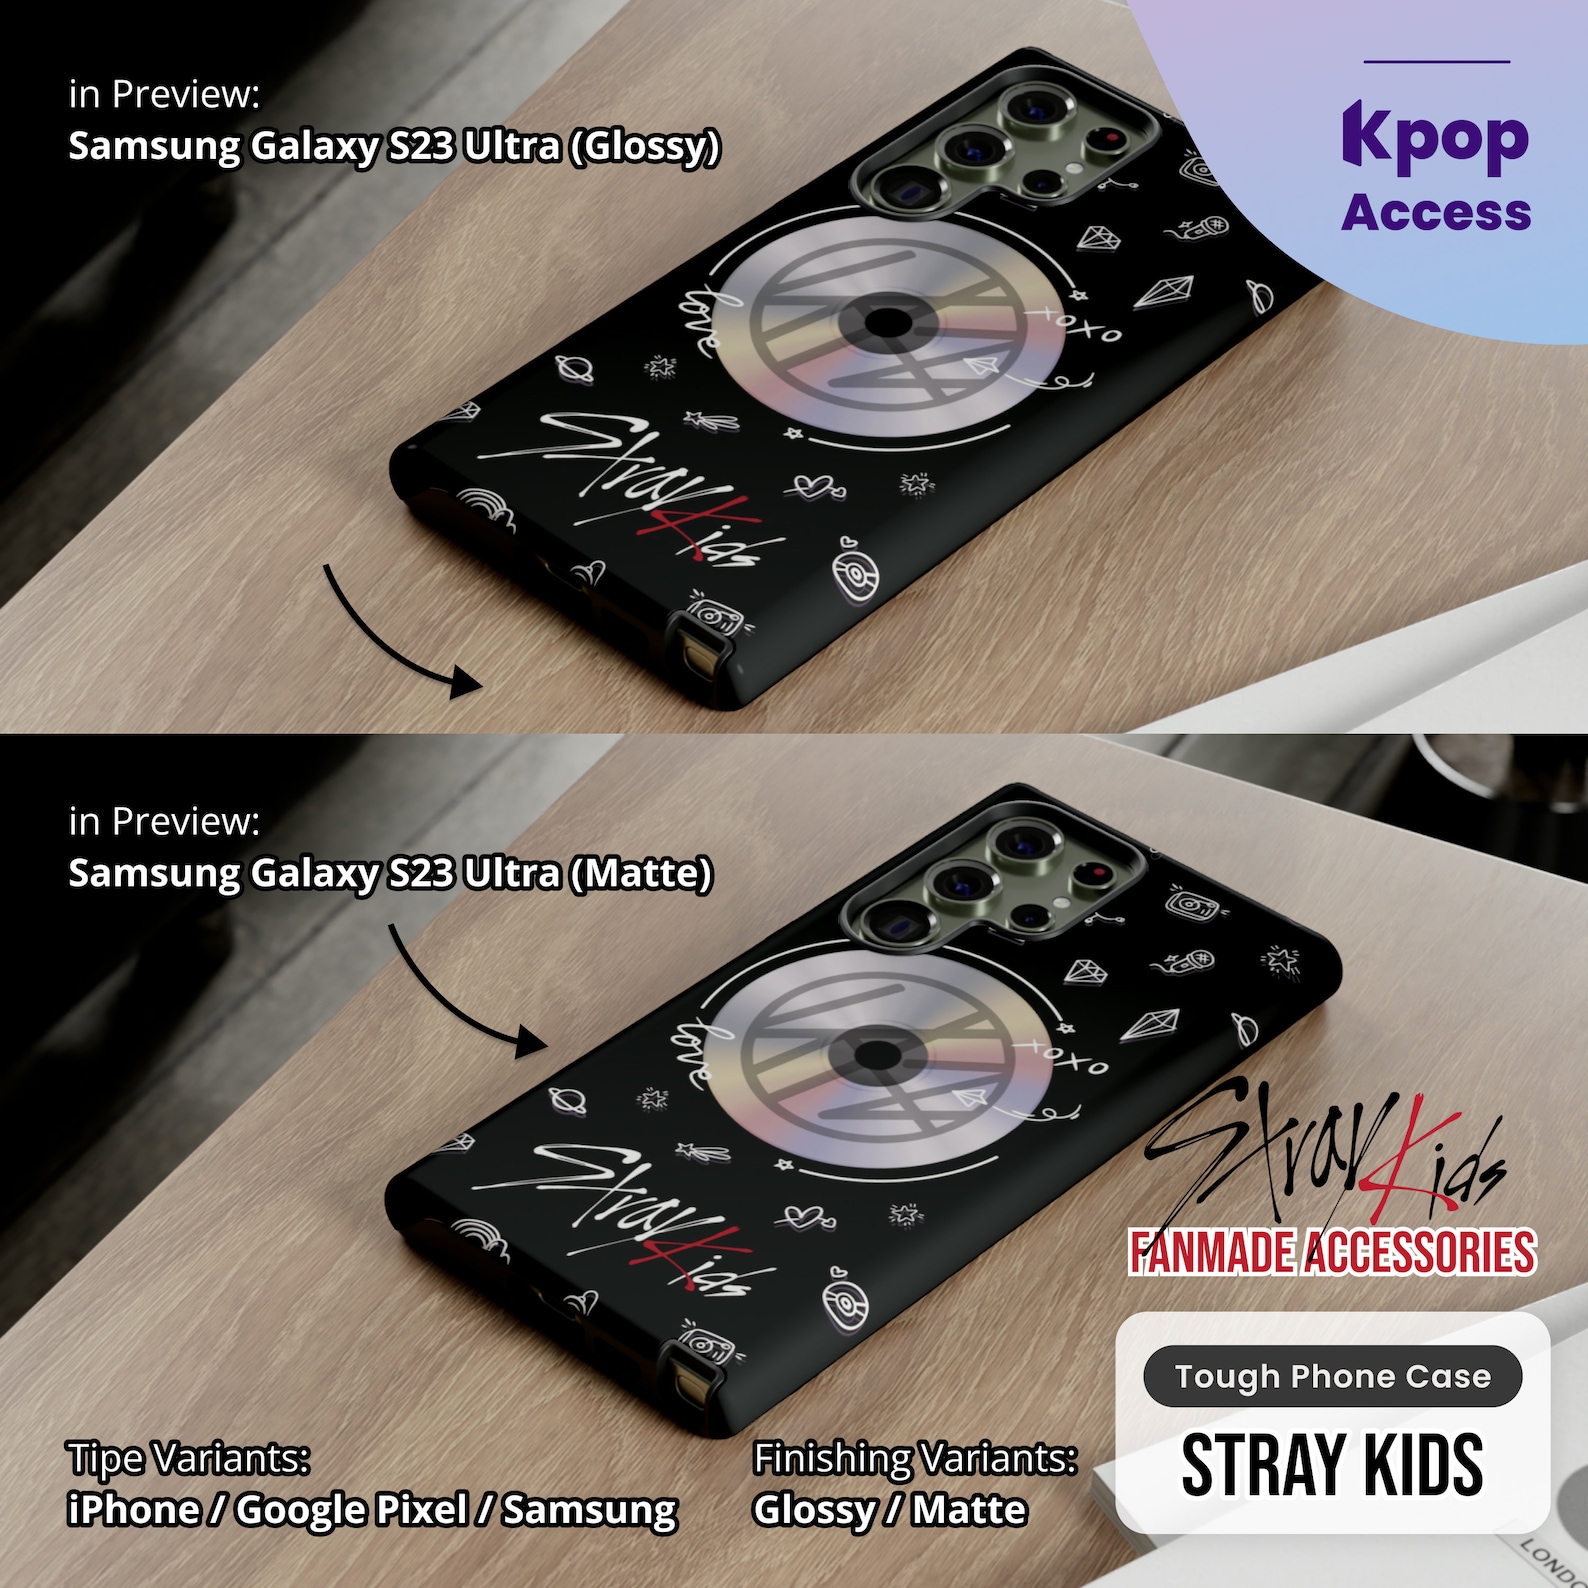 in Preview:
Samsung Galaxy S23 Ultra (Glossy)
Kpop
Access
love
xoxo
Stray Kids
in Preview:
Samsung Galaxy S23 Ultra (Matte)
love
xoxo
Stray Kids
Stray Kids
FANMADE ACCESSORIES
Tough Phone Case
STRAY KIDS
Tipe Variants:
iPhone / Google Pixel / Samsung
Finishing Variants:
Glossy / Matte